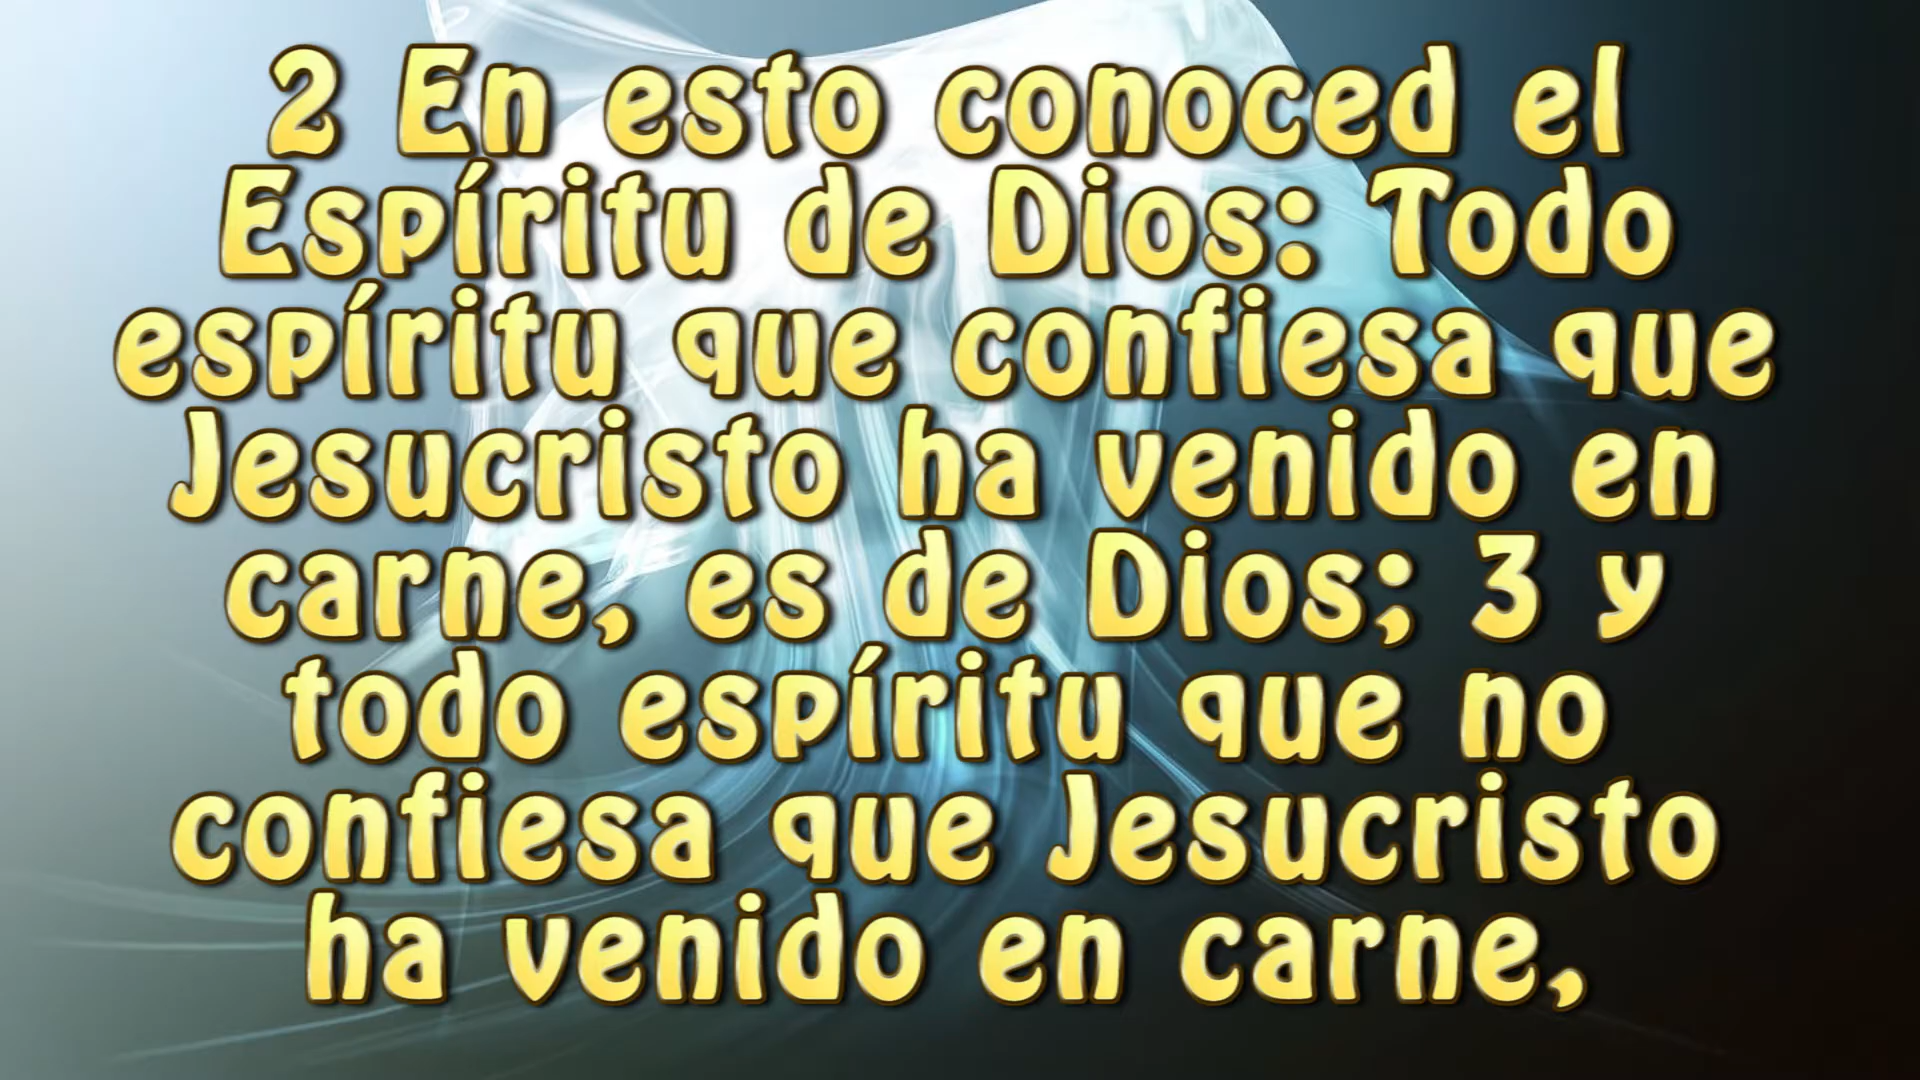 2 En esto conoced el
Espíritu de Dios: Todo
espíritu que confiesa que
Jesucristo ha venido en
carne, es de Dios; 3 y
todo espíritu que no
confiesa que Jesucristo
ha venido en carne,